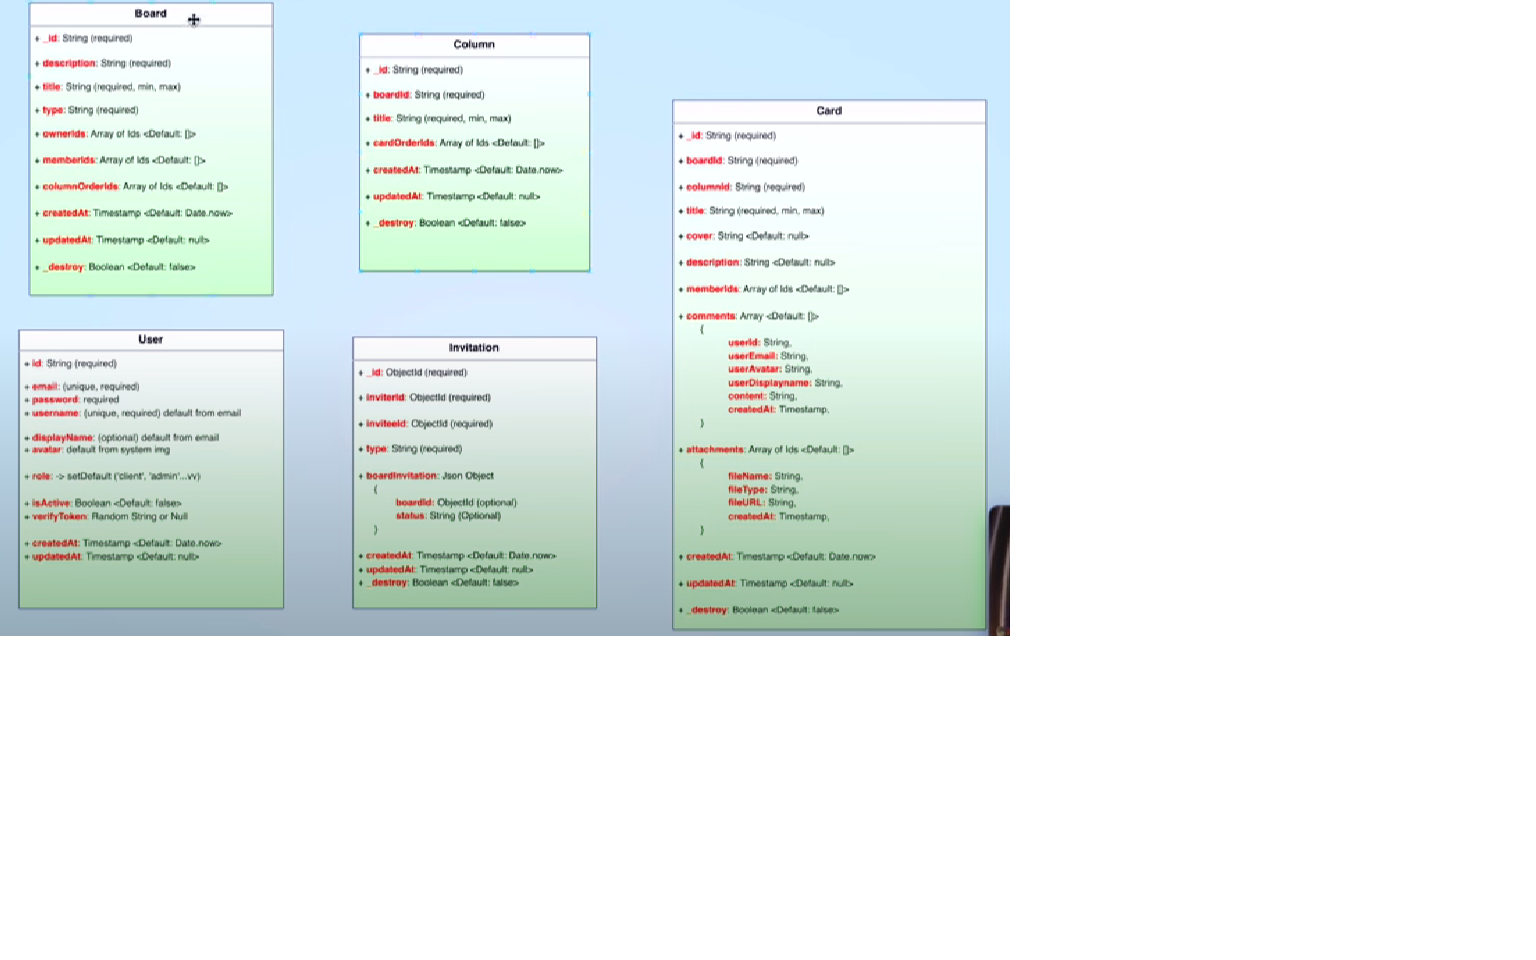 Board
+ _id: String (required)
+ description: String (required)
+ title: String (required, min, max)
+ type: String (required)
+ ownerIds: Array of Ids <Default: []>
+ memberIds: Array of Ids <Default: []>
+ columnOrderIds: Array of Ids <Default: []>
+ createdAt: Timestamp <Default: Date.now>
+ updatedAt: Timestamp <Default: null>
+ _destroy: Boolean <Default: false>
Column
+ _id: String (required)
+ boardId: String (required)
+ title: String (required, min, max)
+ cardOrderIds: Array of Ids <Default: []>
+ createdAt: Timestamp <Default: Date.now>
+ updatedAt: Timestamp <Default: null>
+ _destroy: Boolean <Default: false>
Card
+ _id: String (required)
+ boardId: String (required)
+ columnId: String (required)
+ title: String (required, min, max)
+ cover: String <Default: null>
+ description: String <Default: null>
+ memberIds: Array of Ids <Default: []>
+ comments: Array <Default: []>
{
userId: String,
userEmail: String,
userAvatar: String,
userDisplayname: String,
content: String,
createdAt: Timestamp,
}
+ attachments: Array of Ids <Default: []>
{
fileName: String,
fileType: String,
fileURL: String,
createdAt: Timestamp,
}
+ createdAt: Timestamp <Default: Date.now>
+ updatedAt: Timestamp <Default: null>
+ _destroy: Boolean <Default: false>
User
+ id: String (required)
+ email: (unique, required)
+ password: required
+ username: (unique, required) default from email
+ displayName: (optional) default from email
+ avatar: default from system img
+ role: -> setDefault ('client', 'admin'...vv)
+ isActive: Boolean <Default: false>
+ verifyToken: Random String or Null
+ createdAt: Timestamp <Default: Date.now>
+ updatedAt: Timestamp <Default: null>
Invitation
+ _id: ObjectId (required)
+ inviterId: ObjectId (required)
+ inviteeId: ObjectId (required)
+ type: String (required)
+ boardInvitation: Json Object
{
boardId: ObjectId (optional)
status: String (Optional)
}
+ createdAt: Timestamp <Default: Date.now>
+ updatedAt: Timestamp <Default: null>
+ _destroy: Boolean <Default: false>